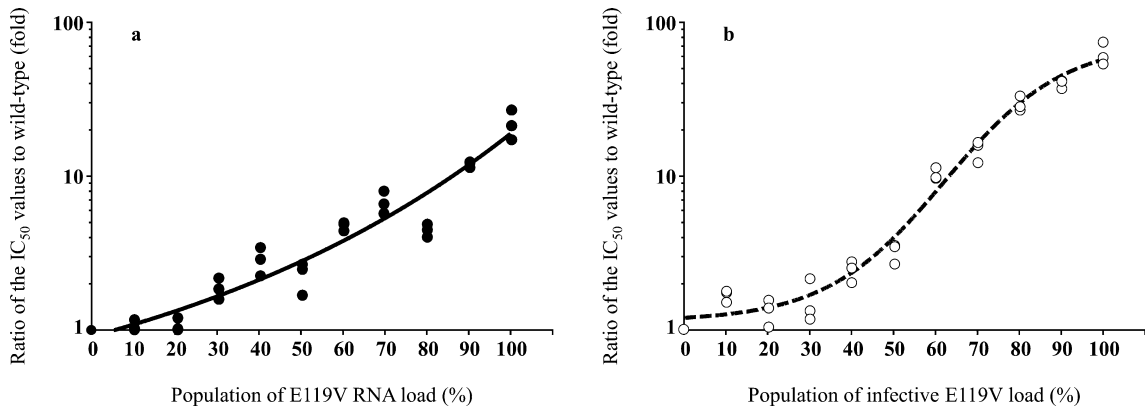 a
100
10
1
Ratio of the IC50 values to wild-type (fold)
0 10 20 30 40 50 60 70 80 90 100
Population of E119V RNA load (%)
b
100
10
1
Ratio of the IC50 values to wild-type (fold)
0 10 20 30 40 50 60 70 80 90 100
Population of infective E119V load (%)